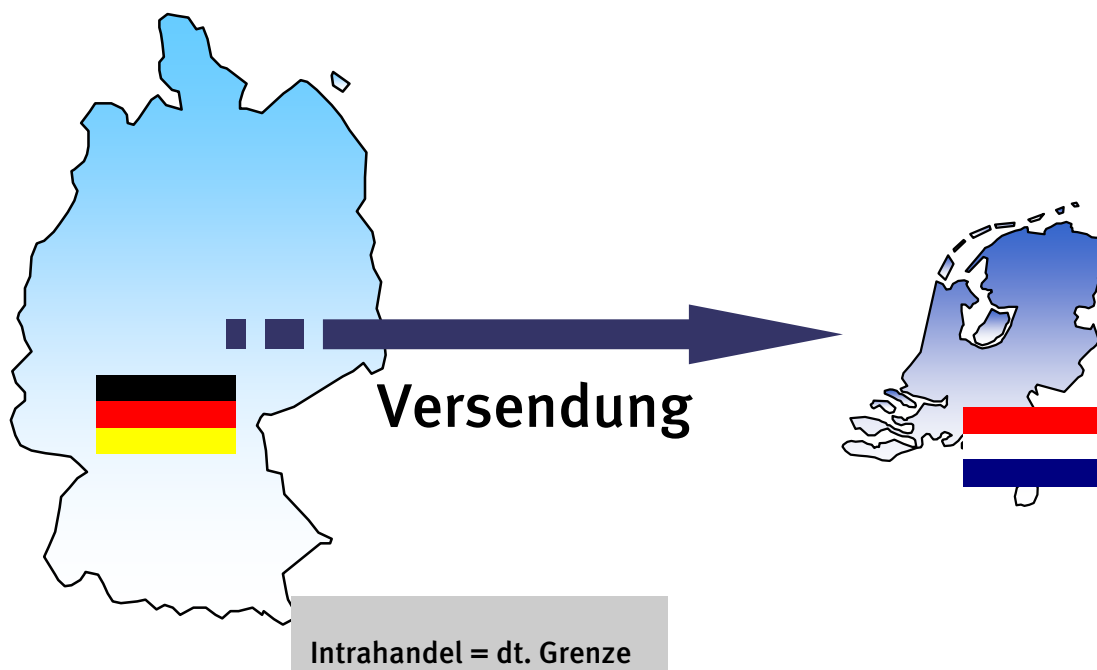 Versendung
Intrahandel = dt. Grenze